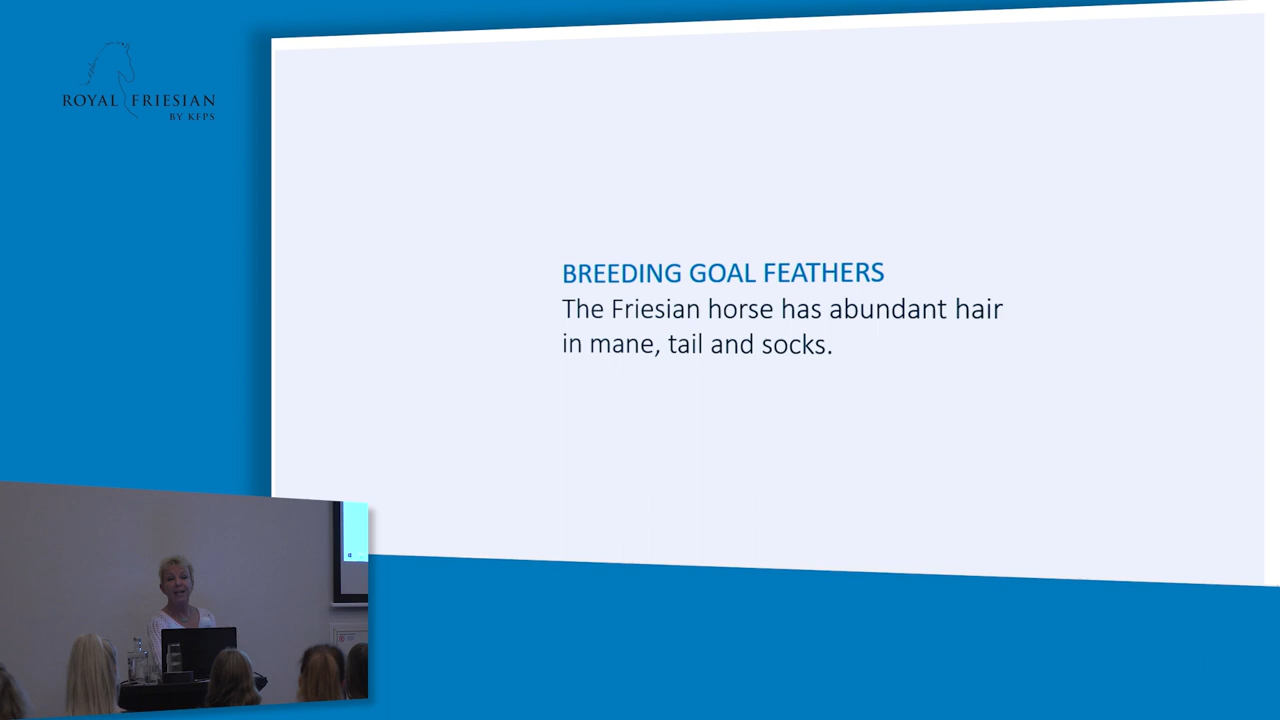 ROYAL FRIESIAN
BY KFPS
BREEDING GOAL FEATHERS
The Friesian horse has abundant hair
in mane, tail and socks.